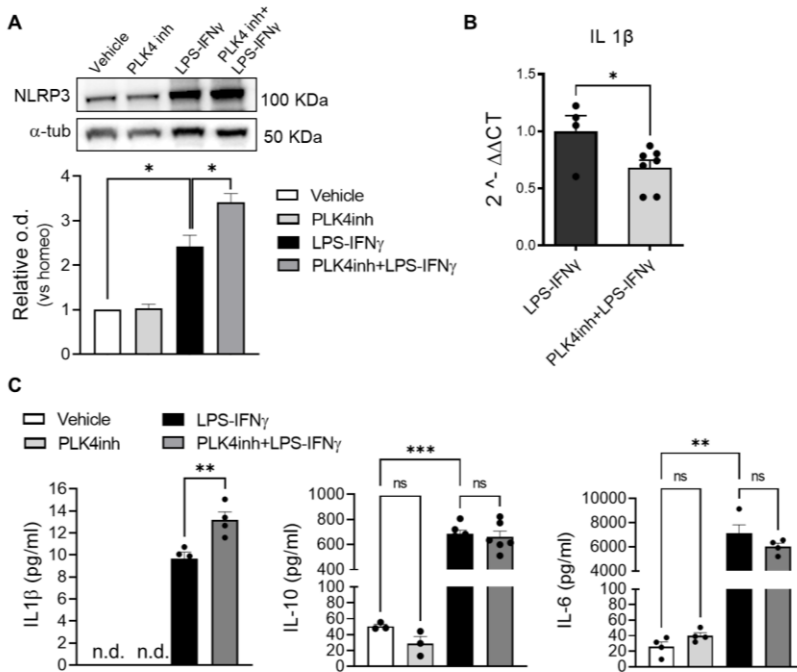 A
Vehicle
PLK4 inh
LPS-IFNγ
PLK4 inh+
LPS-IFNγ
NLRP3
100 KDa
α-tub
50 KDa
Relative o.d.
(vs homeo)
4
3
2
1
0
*
*
Vehicle
PLK4inh
LPS-IFNγ
PLK4inh+LPS-IFNγ
B
IL 1β
2^- ΔΔCT
1.5
1.0
0.5
0.0
*
LPS-IFNγ
PLK4inh+LPS-IFNγ
C
Vehicle
PLK4inh
LPS-IFNγ
PLK4inh+LPS-IFNγ
IL1β (pg/ml)
16
14
12
10
8
6
4
2
0
n.d.
n.d.
**
IL-10 (pg/ml)
1000
800
600
400
100
80
60
40
20
0
***
ns
ns
IL-6 (pg/ml)
10000
8000
6000
4000
100
80
60
40
20
0
**
ns
ns